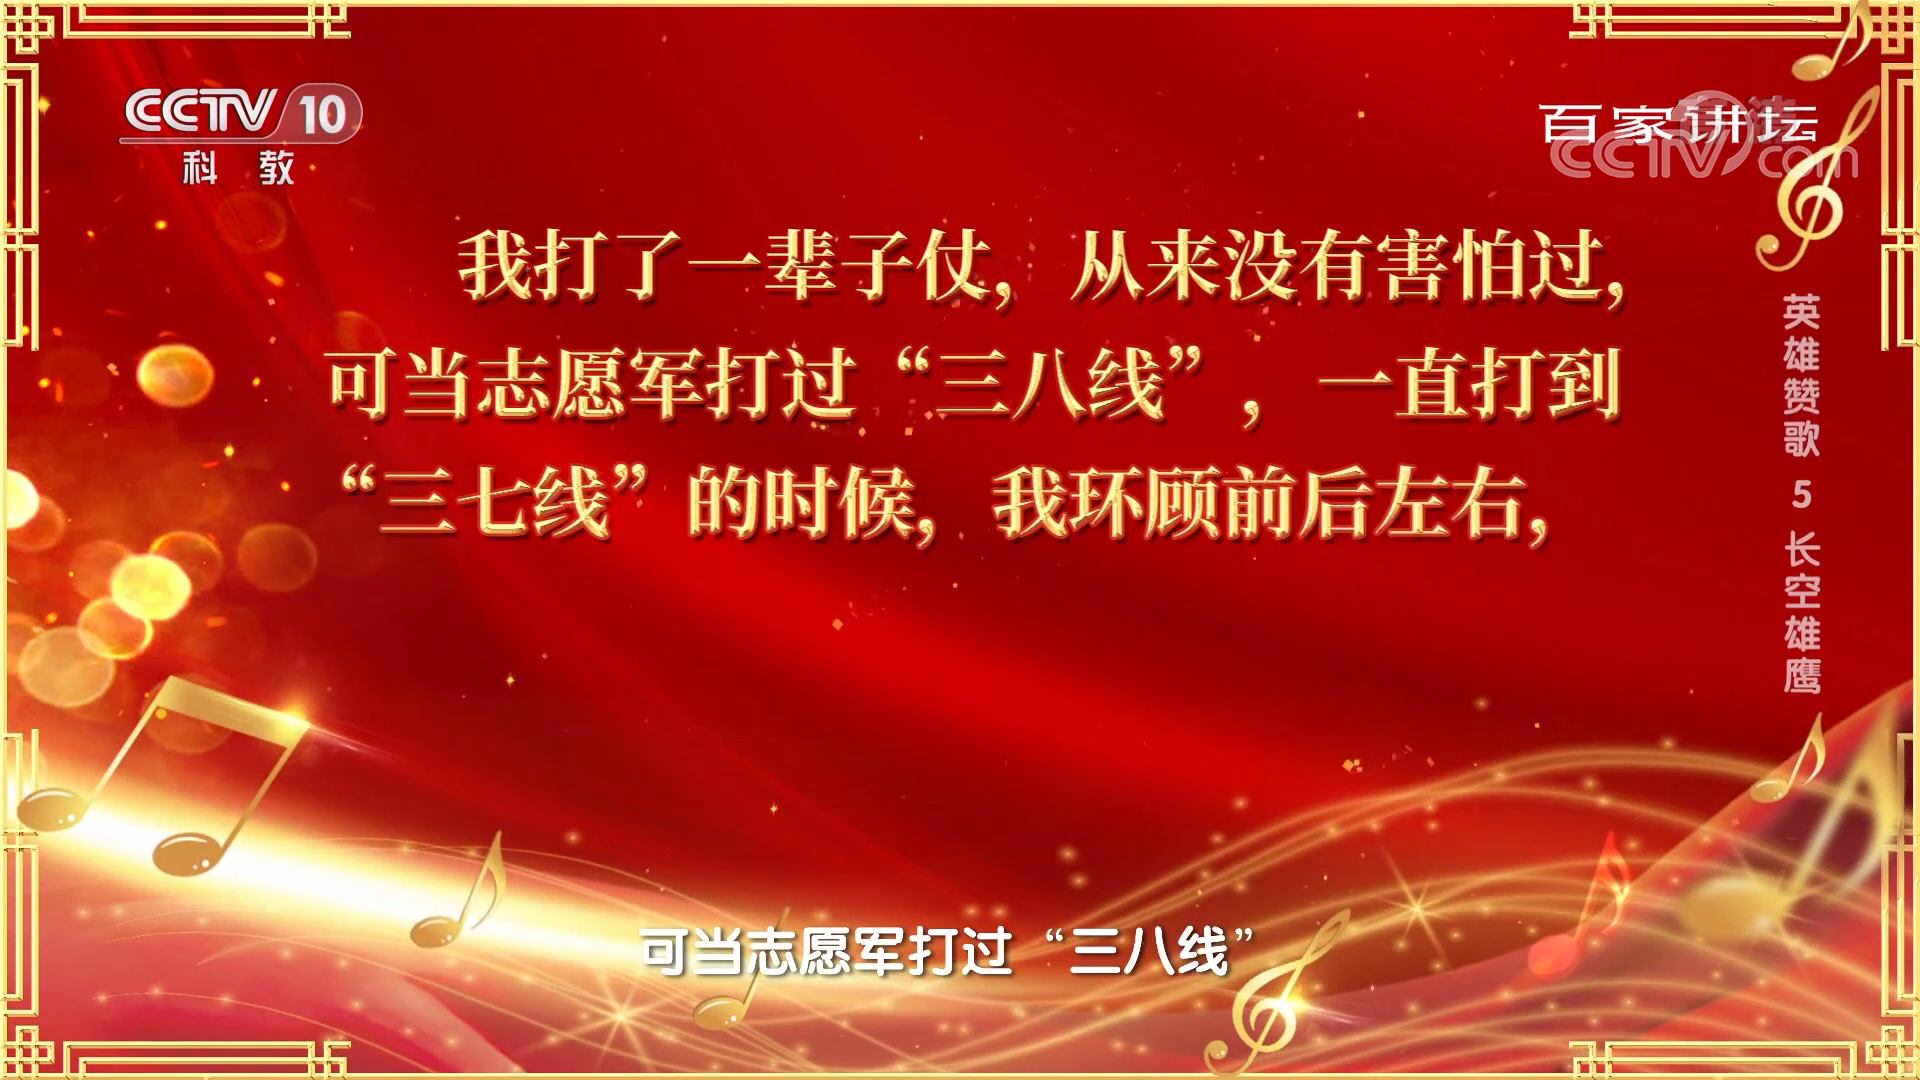 CCTV 10
科 教
百家讲坛
CCTV.com
我打了一辈子仗，从来没有害怕过，
可当志愿军打过“三八线”，一直打到
“三七线”的时候，我环顾前后左右，
英雄赞歌 5 长空雄鹰
可当志愿军打过“三八线”